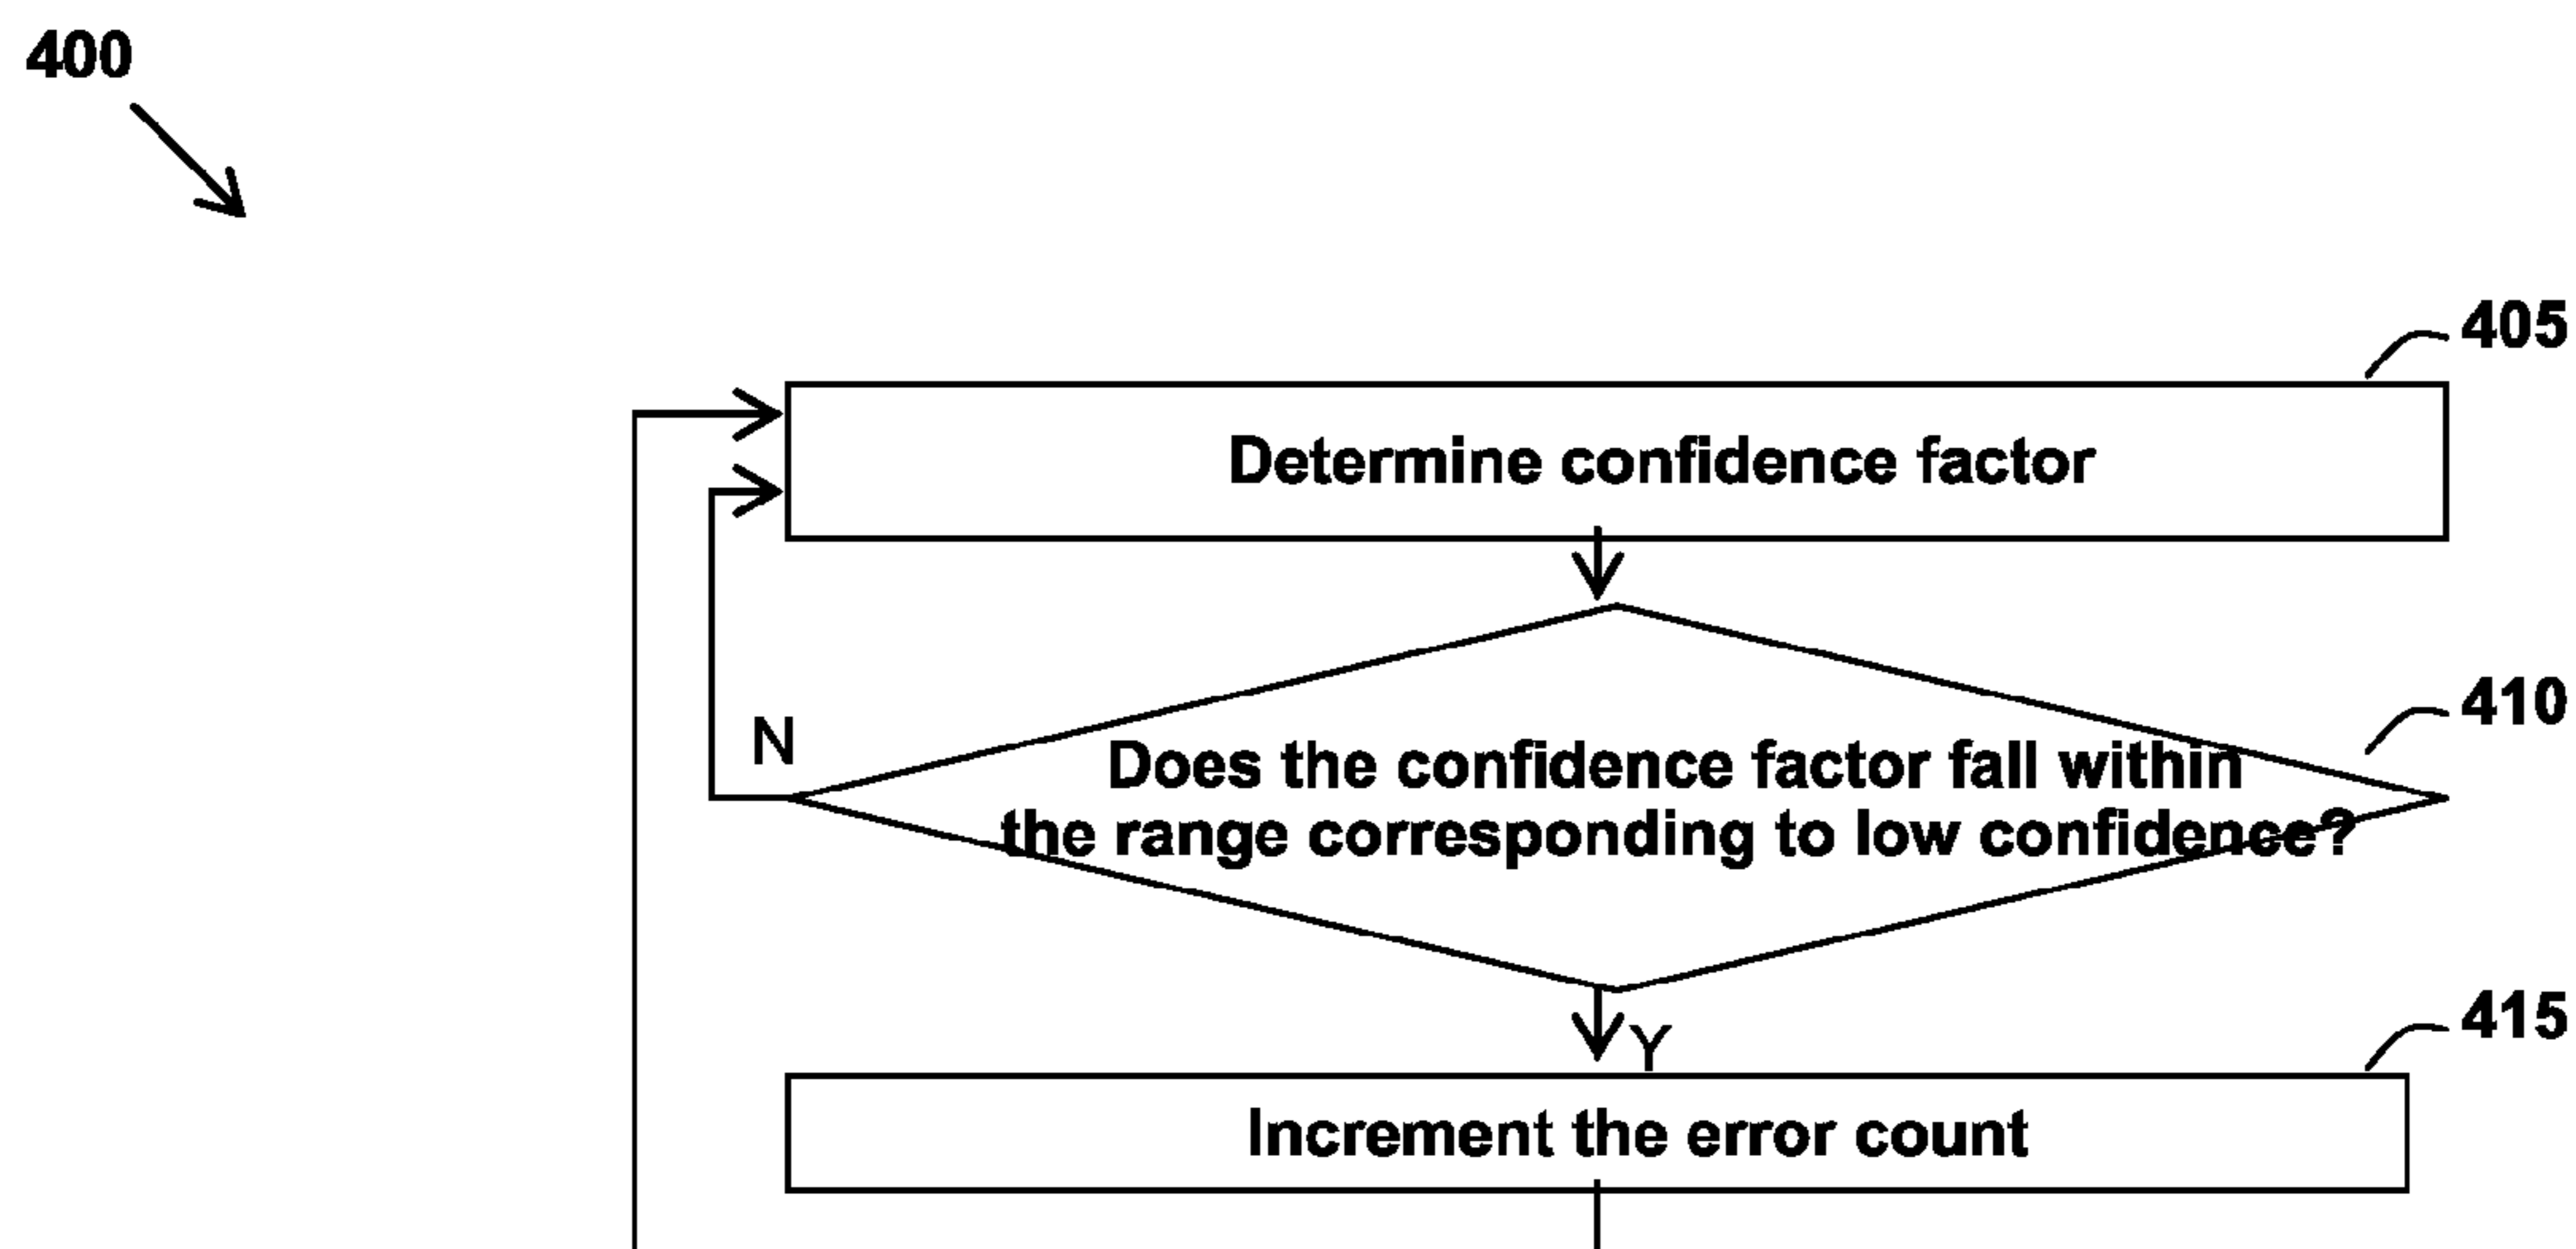 400
405
Determine confidence factor
410
N
Does the confidence factor fall within
the range corresponding to low confidence?
415
Y
Increment the error count